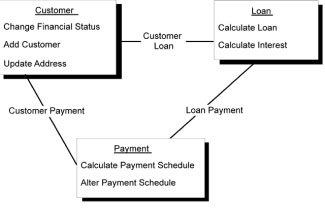 Customer
Change Financial Status
Add Customer
Update Address
Customer
Loan
Loan
Calculate Loan
Calculate Interest
Customer Payment
Loan Payment
Payment
Calculate Payment Schedule
Alter Payment Schedule